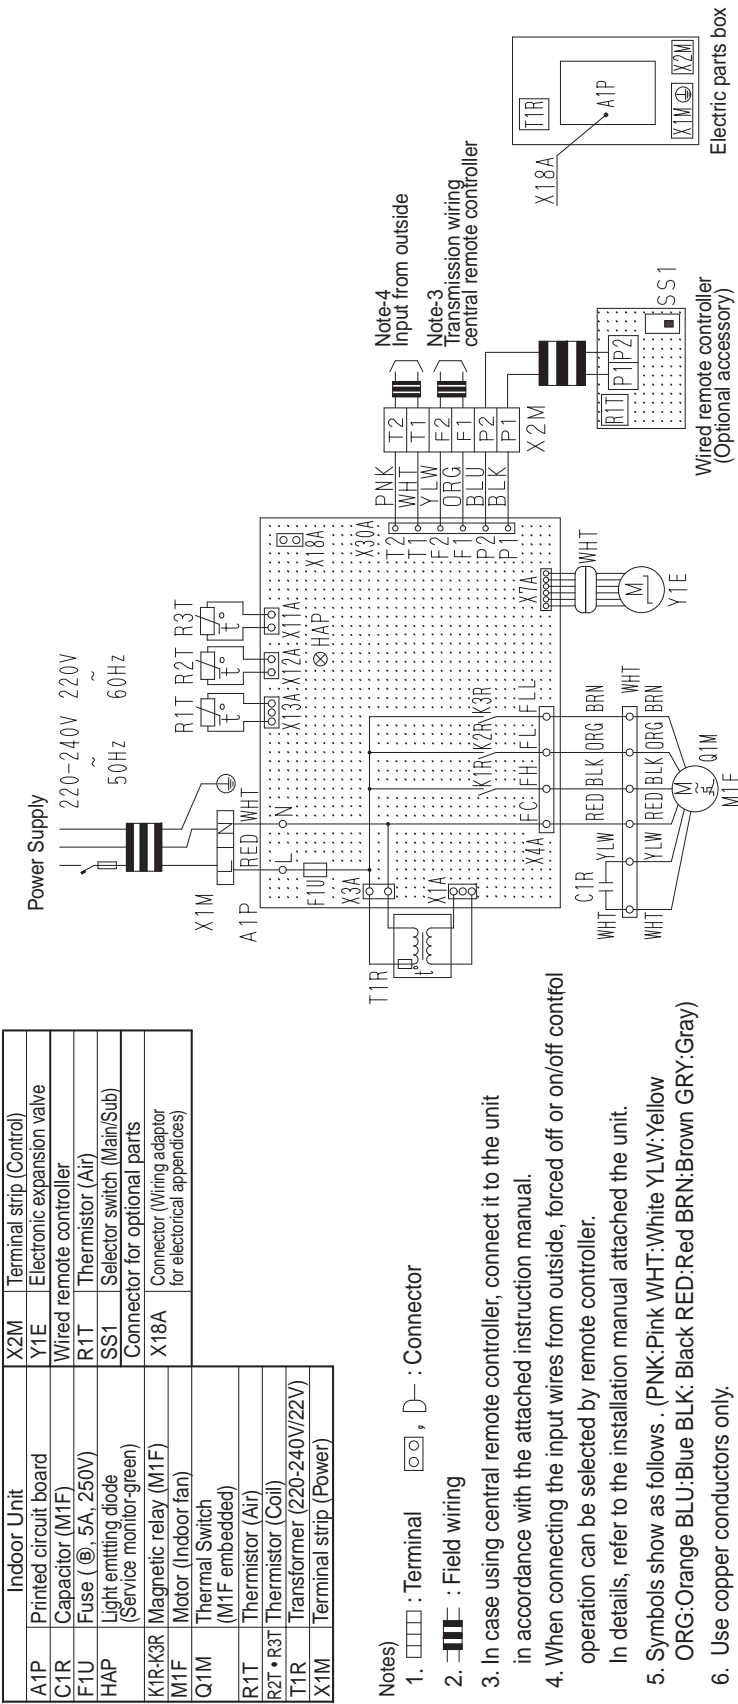 Indoor Unit
A1P Printed circuit board
C1R Capacitor (M1F)
F1U Fuse ( Ⓑ, 5A, 250V)
HAP Light emttting diode
(Service monitor-green)
K1R-K3R Magnetic relay (M1F)
M1F Motor (Indoor fan)
Q1M Thermal Switch
(M1F embedded)
R1T Thermistor (Air)
R2T • R3T Thermistor (Coil)
T1R Transformer (220-240V/22V)
X1M Terminal strip (Power)
X2M Terminal strip (Control)
Y1E Electronic expansion valve
Wired remote controller
R1T Thermistor (Air)
SS1 Selector switch (Main/Sub)
Connector for optional parts
X18A Connector (Wiring adaptor
for electorical appendices)
Notes)
1. : Terminal , : Connector
2. : Field wiring
3. In case using central remote controller, connect it to the unit
in accordance with the attached instruction manual.
4. When connecting the input wires from outside, forced off or on/off control
operation can be selected by remote controller.
In details, refer to the installation manual attached the unit.
5. Symbols show as follows . (PNK:Pink WHT:White YLW:Yellow
ORG:Orange BLU:Blue BLK: Black RED:Red BRN:Brown GRY:Gray)
6. Use copper conductors only.
Power Supply
220-240V 220V
~ ~
50Hz 60Hz
X1M
L N
RED WHT
A1P
L N
F1U
X3A
X1A
T1R
t°
R1T R2T R3T
t° t° t°
X13A X12A X11A
HAP
X18A
X30A
T2 T1 F2 F1 P2 P1
PNK
WHT
YLW
ORG
BLU
BLK
T2 T1 F2 F1 P2 P1
X2M
Note-4
Input from outside
Note-3
Transmission wiring
central remote controller
K1R K2R K3R
X4A
FC FH FL FLL
RED BLK ORG BRN
C1R
WHT YLW
WHT
WHT YLW RED BLK ORG BRN
M
~
Q1M
M1F
X7A
WHT
M
Y1E
R1T
P1 P2
SS1
Wired remote controller
(Optional accessory)
T1R
A1P
X1M
X2M
X18A
Electric parts box